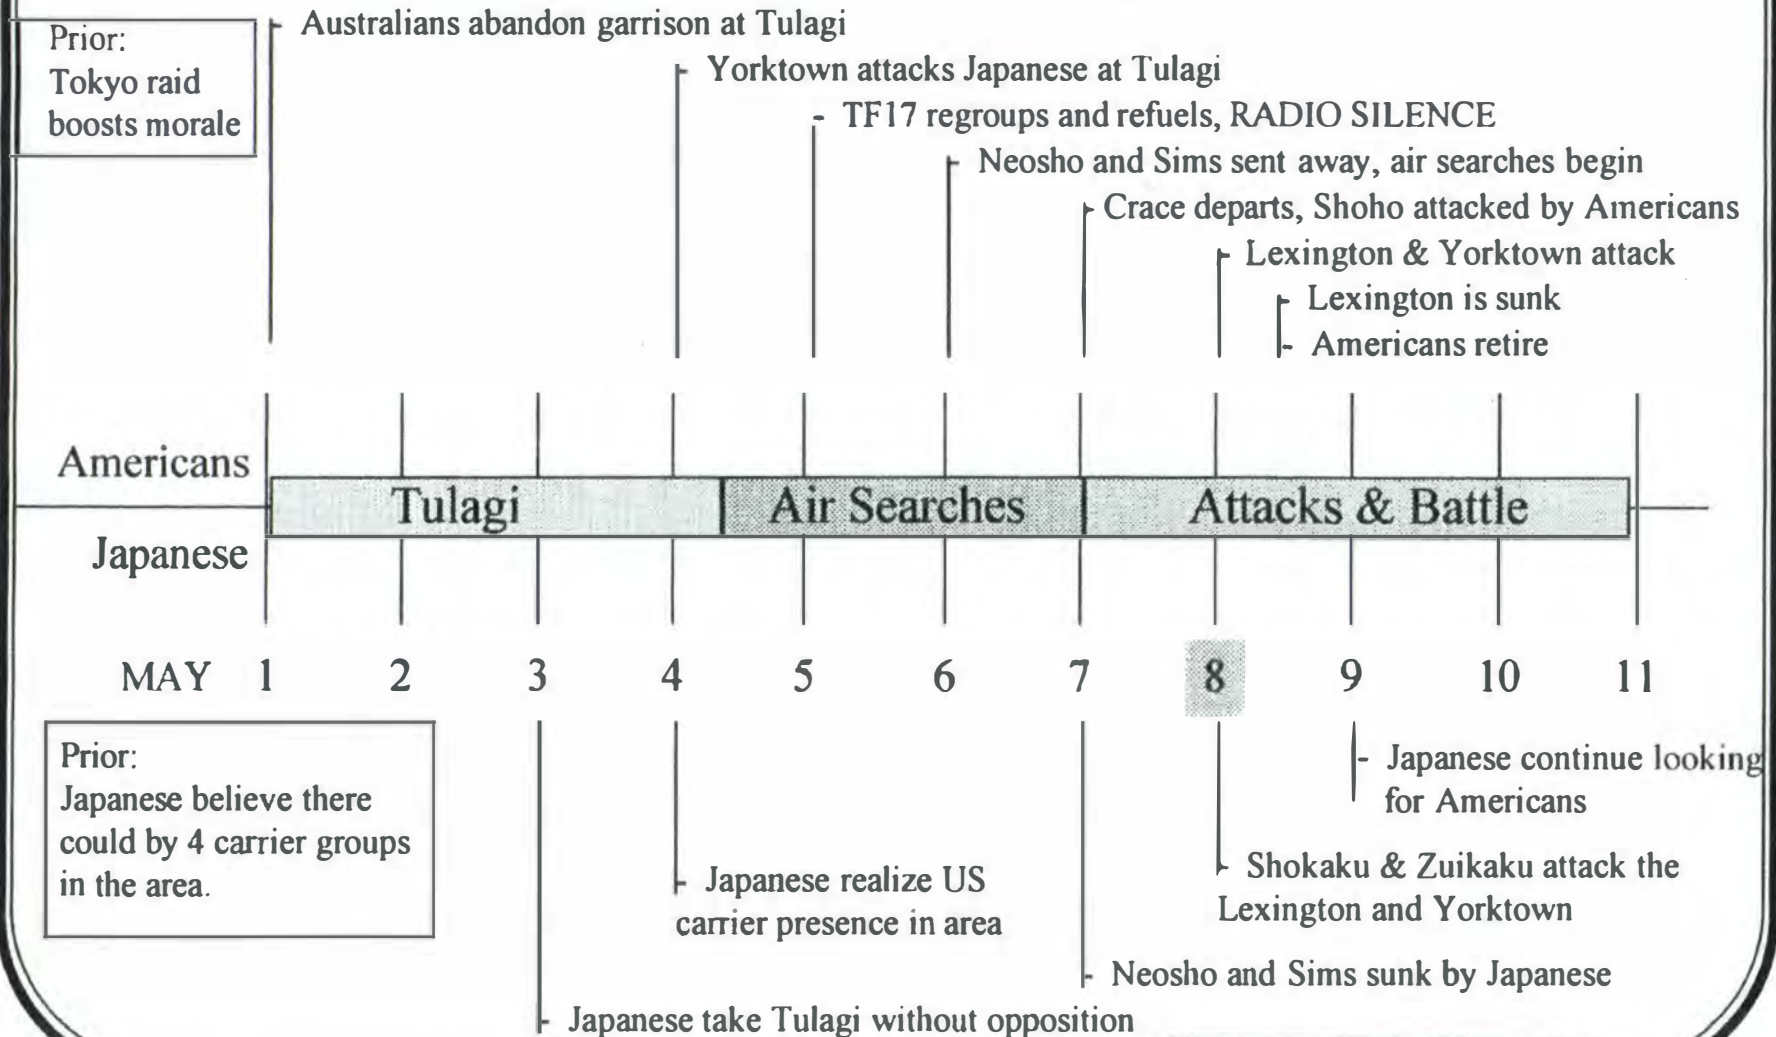 Australians abandon garrison at Tulagi
Prior:
Tokyo raid
boosts morale
Yorktown attacks Japanese at Tulagi
TF17 regroups and refuels, RADIO SILENCE
Neosho and Sims sent away, air searches begin
Crace departs, Shoho attacked by Americans
Lexington & Yorktown attack
Lexington is sunk
Americans retire
Americans
Tulagi Air Searches Attacks & Battle
Japanese
MAY 1 2 3 4 5 6 7 8 9 10 11
Prior:
Japanese believe there
could by 4 carrier groups
in the area.
Japanese continue looking
for Americans
Shokaku & Zuikaku attack the
Lexington and Yorktown
Japanese realize US
carrier presence in area
Neosho and Sims sunk by Japanese
Japanese take Tulagi without opposition